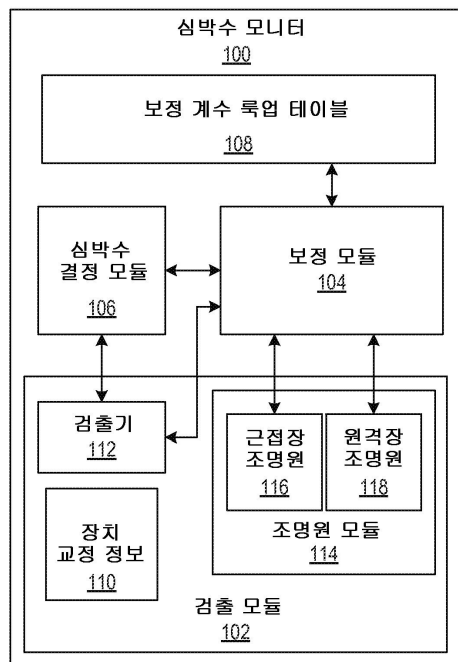 심박수 모니터
100
보정 계수 룩업 테이블
108
심박수
결정 모듈
106
보정 모듈
104
검출기
112
근접장
조명원
116
원격장
조명원
118
조명원 모듈
114
장치
교정 정보
110
검출 모듈
102